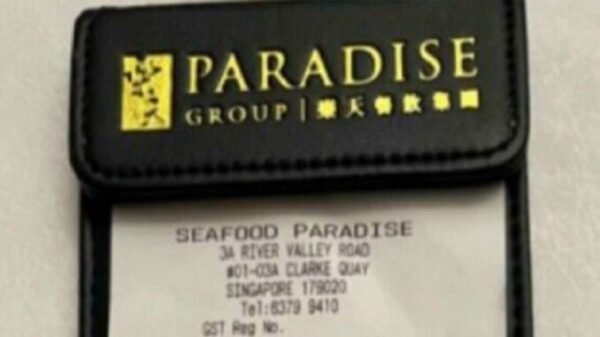 PARADISE
GROUP | 樂天餐飲集團
SEAFOOD PARADISE
3A RIVER VALLEY ROAD
#01-03A CLARKE QUAY
SINGAPORE 179020
Tel:6379 9410
GST Reg No.